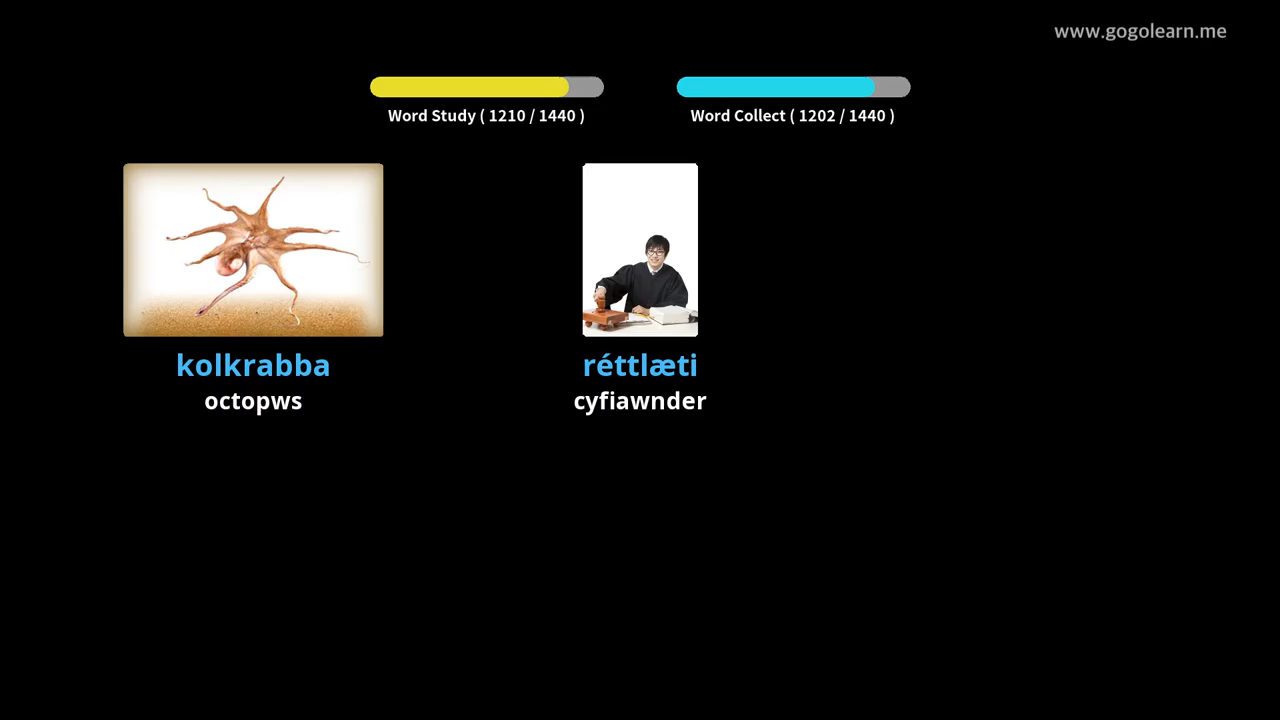 www.gogolearn.me
Word Study ( 1210 / 1440 )
Word Collect ( 1202 / 1440 )
kolkrabba
octopws
réttlæti
cyfiawnder